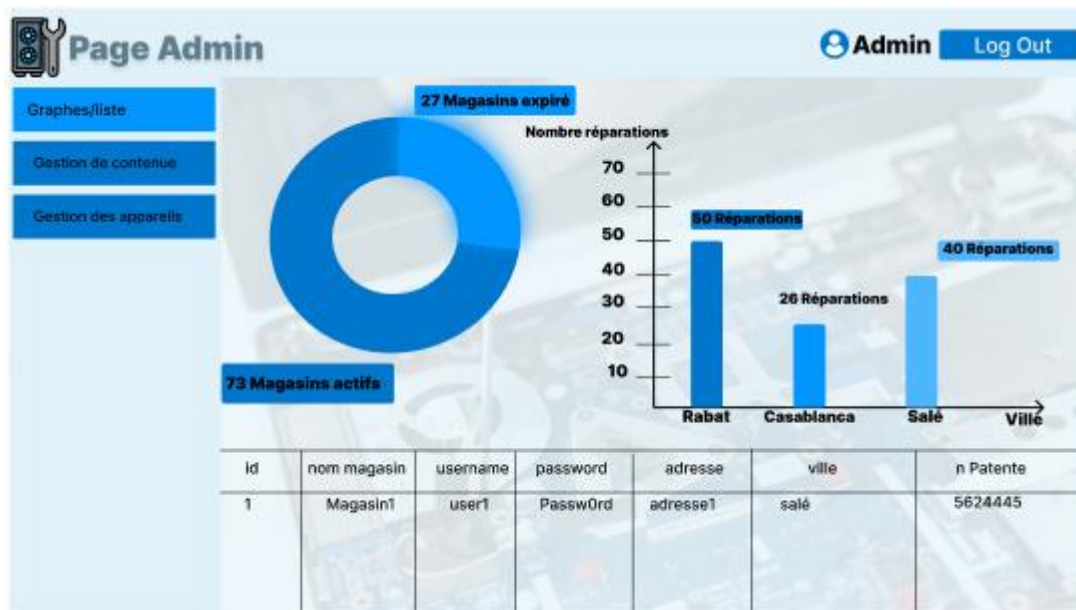 Page Admin
Admin
Log Out
Graphes/liste
Gestion de contenue
Gestion des appareils
27 Magasins expiré
73 Magasins actifs
Nombre réparations
70
60
50
40
30
20
10
50 Réparations
26 Réparations
40 Réparations
Rabat Casablanca Salé Ville
id nom magasin username password adresse ville n Patente
1 Magasin1 user1 Passw0rd adresse1 salé 5624445